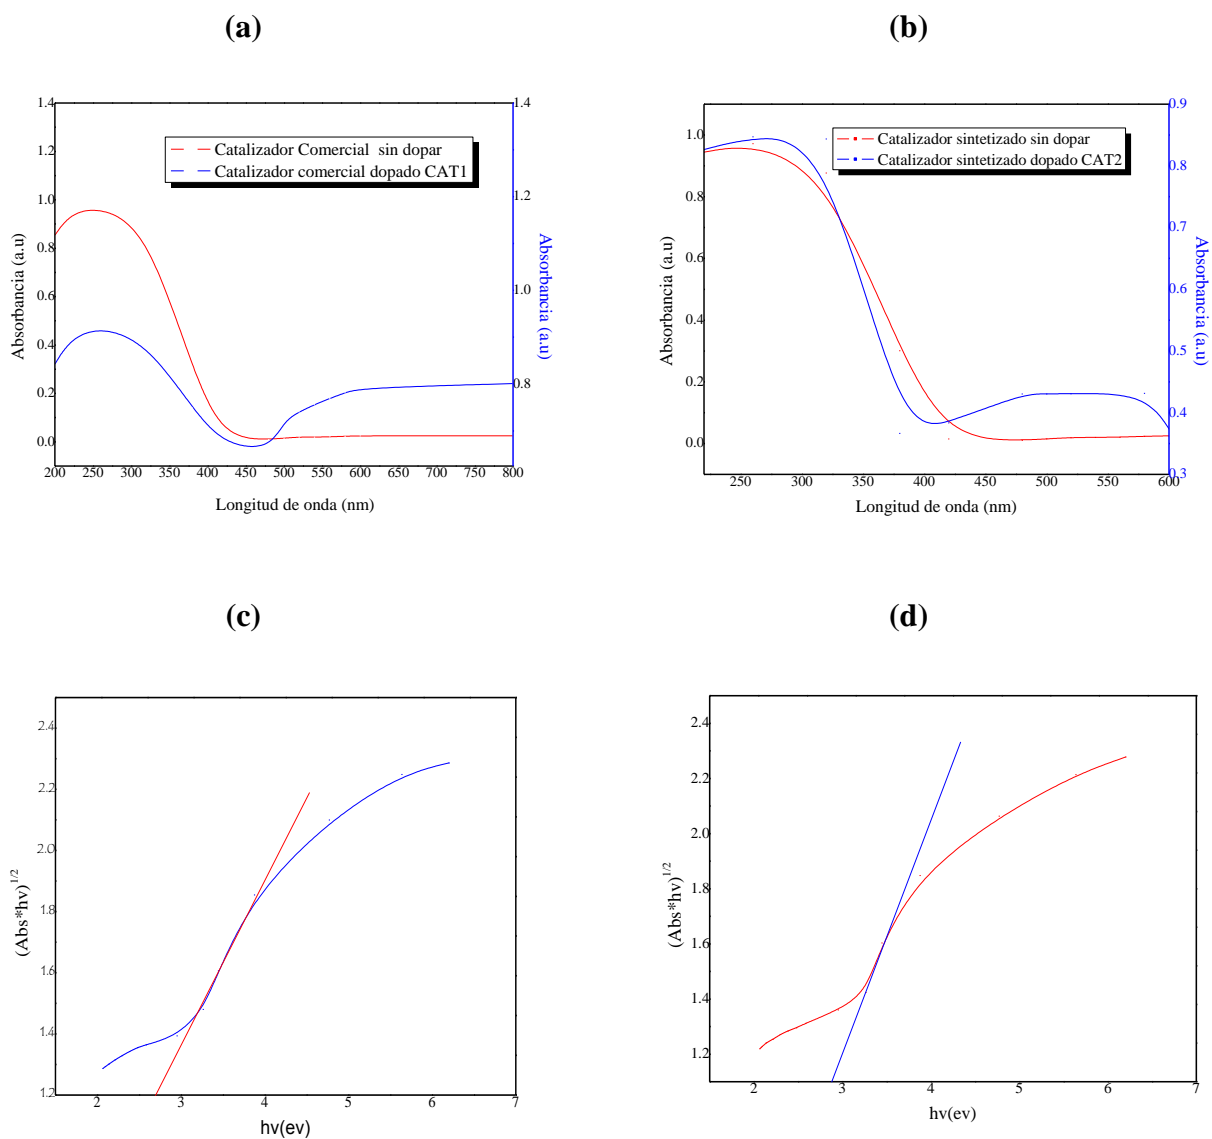 (a)
1.4
1.2
1.0
0.8
0.6
0.4
0.2
0.0
Absorbancia (a.u)
Catalizador Comercial sin dopar
Catalizador comercial dopado CAT1
1.4
1.2
1.0
0.8
Absorbancia (a.u)
200 250 300 350 400 450 500 550 600 650 700 750 800
Longitud de onda (nm)
(b)
1.0
0.8
0.6
0.4
0.2
0.0
Absorbancia (a.u)
Catalizador sintetizado sin dopar
Catalizador sintetizado dopado CAT2
0.9
0.8
0.7
0.6
0.5
0.4
0.3
Absorbancia (a.u)
250 300 350 400 450 500 550 600
Longitud de onda (nm)
(c)
2.4
2.2
2.0
1.8
1.6
1.4
1.2
(Abs*hv)1/2
2 3 4 5 6 7
hv(ev)
(d)
2.4
2.2
2.0
1.8
1.6
1.4
1.2
(Abs*hv)1/2
2 3 4 5 6 7
hv(ev)